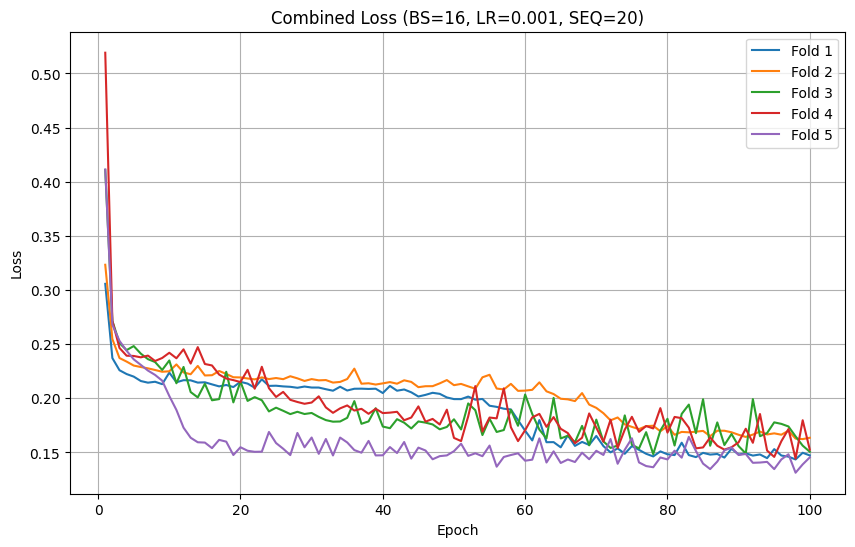 Combined Loss (BS=16, LR=0.001, SEQ=20)
Fold 1
Fold 2
Fold 3
Fold 4
Fold 5
Loss
0.50
0.45
0.40
0.35
0.30
0.25
0.20
0.15
0 20 40 60 80 100
Epoch